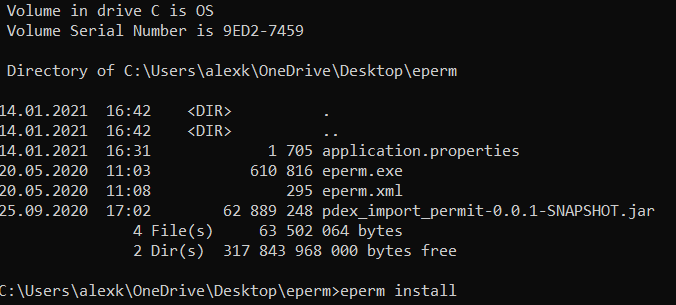 Volume in drive C is OS
Volume Serial Number is 9ED2-7459
Directory of C:\Users\alexk\OneDrive\Desktop\eperm
14.01.2021 16:42 <DIR> .
14.01.2021 16:42 <DIR> ..
14.01.2021 16:31 1 705 application.properties
20.05.2020 11:03 610 816 eperm.exe
20.05.2020 11:08 295 eperm.xml
25.09.2020 17:02 62 889 248 pdex_import_permit-0.0.1-SNAPSHOT.jar
4 File(s) 63 502 064 bytes
2 Dir(s) 317 843 968 000 bytes free
C:\Users\alexk\OneDrive\Desktop\eperm>eperm install